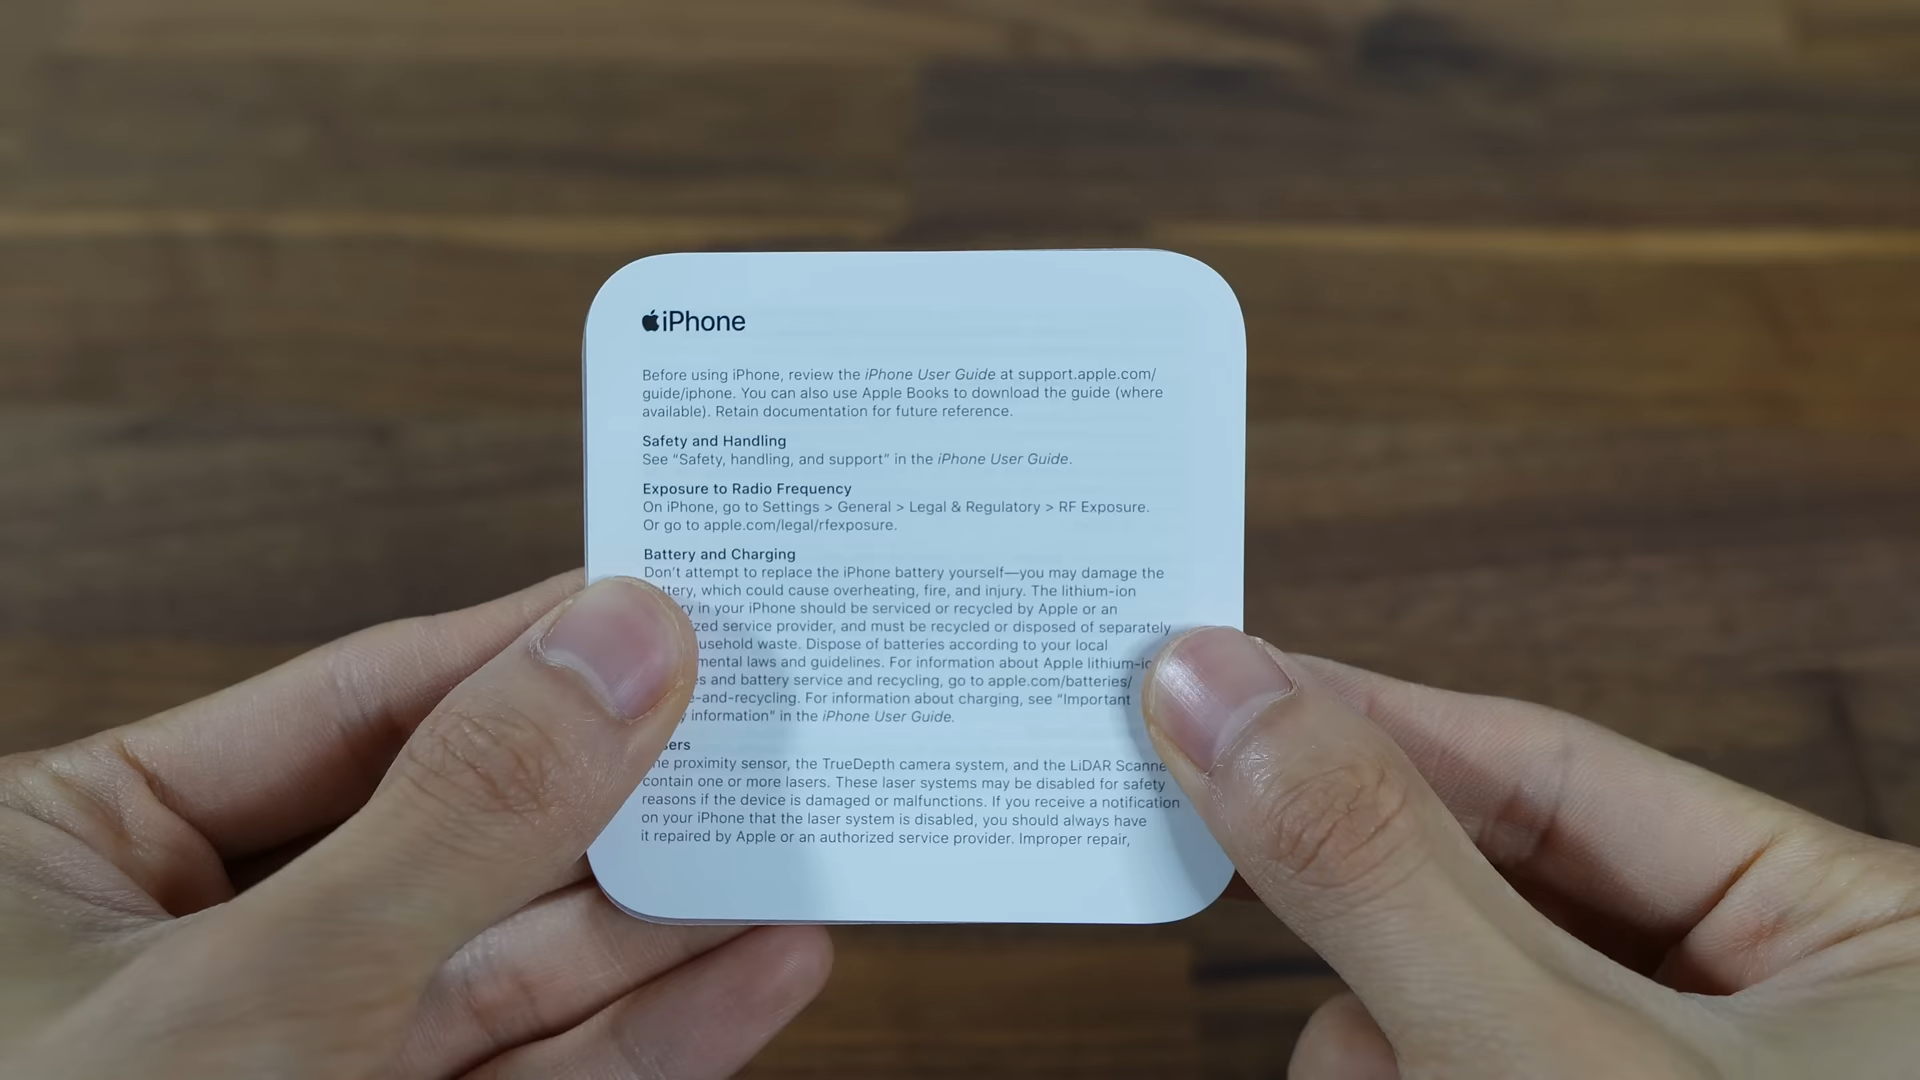 iPhone
Before using iPhone, review the iPhone User Guide at support.apple.com/
guide/iphone. You can also use Apple Books to download the guide (where
available). Retain documentation for future reference.
Safety and Handling
See “Safety, handling, and support” in the iPhone User Guide.
Exposure to Radio Frequency
On iPhone, go to Settings > General > Legal & Regulatory > RF Exposure.
Or go to apple.com/legal/rfexposure.
Battery and Charging
Don’t attempt to replace the iPhone battery yourself—you may damage the
which could cause overheating, fire, and injury. The lithium-ion
in your iPhone should be serviced or recycled by Apple or an
service provider, and must be recycled or disposed of separately
waste. Dispose of batteries according to your local
laws and guidelines. For information about Apple
and battery service and recycling, go to apple.com/batteries/
-and-recycling. For information about charging, see “Important
information” in the iPhone User Guide.
proximity sensor, the TrueDepth camera system, and the LiDAR
contain one or more lasers. These laser systems may be disabled for safety
reasons if the device is damaged or malfunctions. If you receive a notification
on your iPhone that the laser system is disabled, you should always have
it repaired by Apple or an authorized service provider. Improper repair,